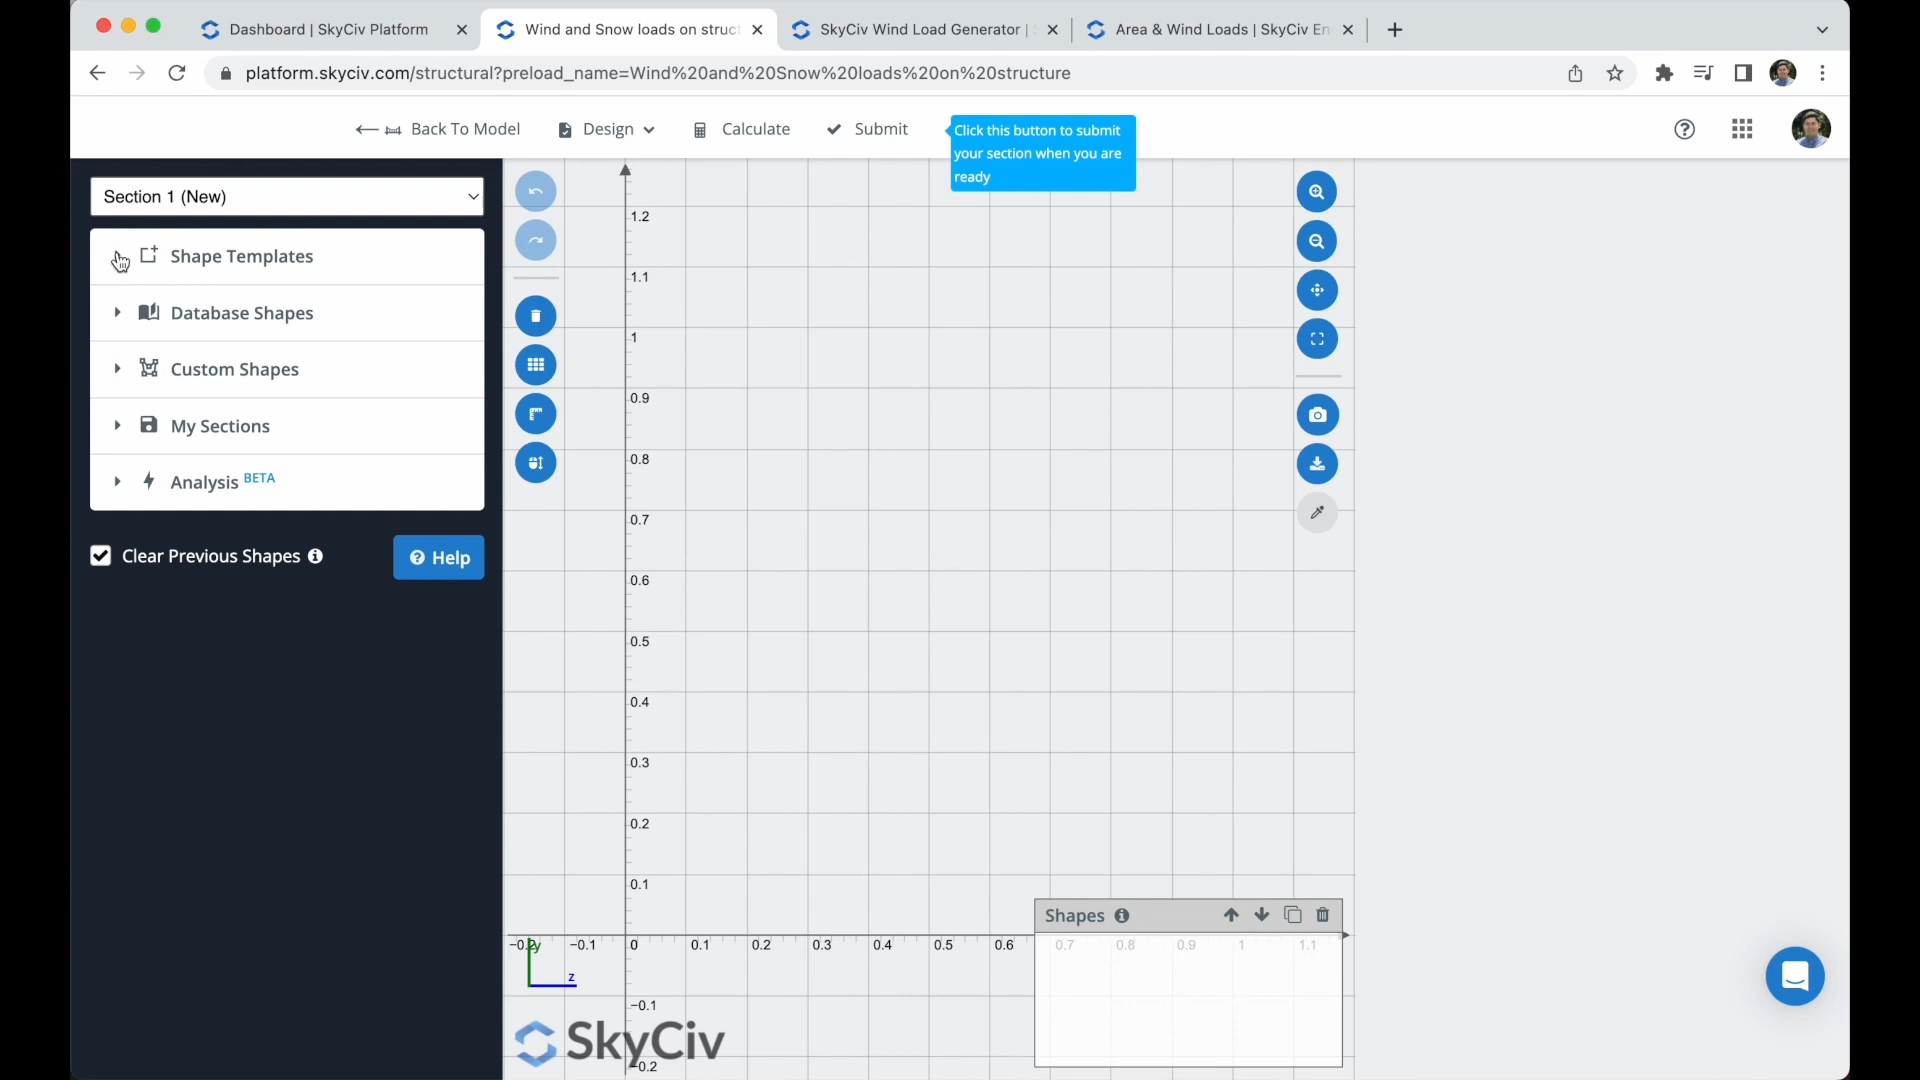 Dashboard | SkyCiv Platform
Wind and Snow loads on struct
SkyCiv Wind Load Generator |
Area & Wind Loads | SkyCiv En
platform.skyciv.com/structural?preload_name=Wind%20and%20Snow%20loads%20on%20structure
Back To Model
Design
Calculate
Submit
Click this button to submit
your section when you are
ready
Section 1 (New)
Shape Templates
Database Shapes
Custom Shapes
My Sections
Analysis BETA
Clear Previous Shapes
Help
1.2
1.1
1
0.9
0.8
0.7
0.6
0.5
0.4
0.3
0.2
0.1
Shapes
−0.2 −0.1 0 0.1 0.2 0.3 0.4 0.5 0.6 0.7 0.8 0.9 1 1.1
y
z
−0.1
SkyCiv
−0.2